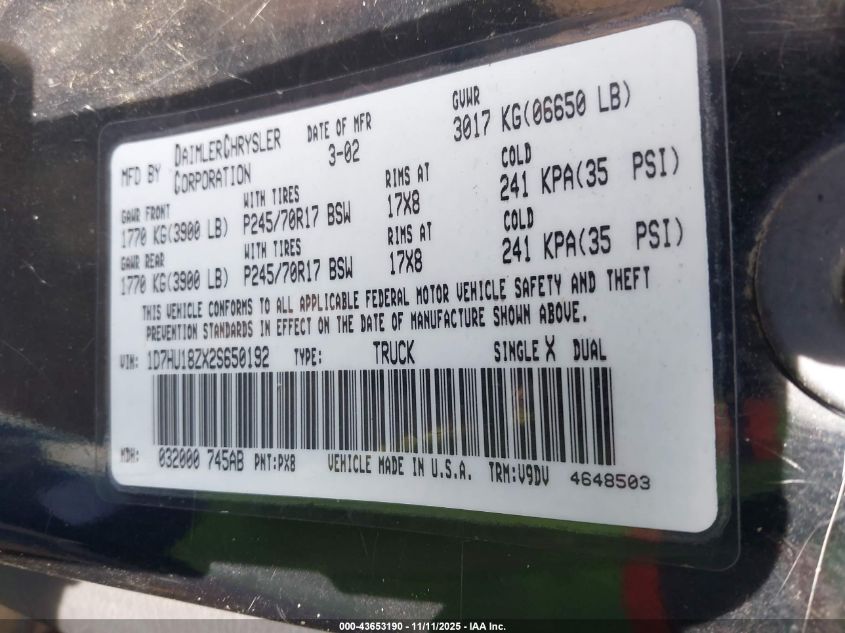 MFD BY DAIMLERCHRYSLER CORPORATION DATE OF MFR 3-02 GVWR 3017 KG(06650 LB)
GAWR FRONT WITH TIRES RIMS AT COLD
1770 KG(3900 LB) P245/70R17 BSW 17X8 241 KPA(35 PSI)
GAWR REAR WITH TIRES RIMS AT COLD
1770 KG(3900 LB) P245/70R17 BSW 17X8 241 KPA(35 PSI)
THIS VEHICLE CONFORMS TO ALL APPLICABLE FEDERAL MOTOR VEHICLE SAFETY AND THEFT
PREVENTION STANDARDS IN EFFECT ON THE DATE OF MANUFACTURE SHOWN ABOVE.
VIN: 1D7HU18ZX2S650192 TYPE: TRUCK SINGLE X DUAL
MDH: 032000 745AB PNT:PX8 VEHICLE MADE IN U.S.A. TRM:V9DV 4648503
000-43653190 - 11/11/2025 - IAA Inc.